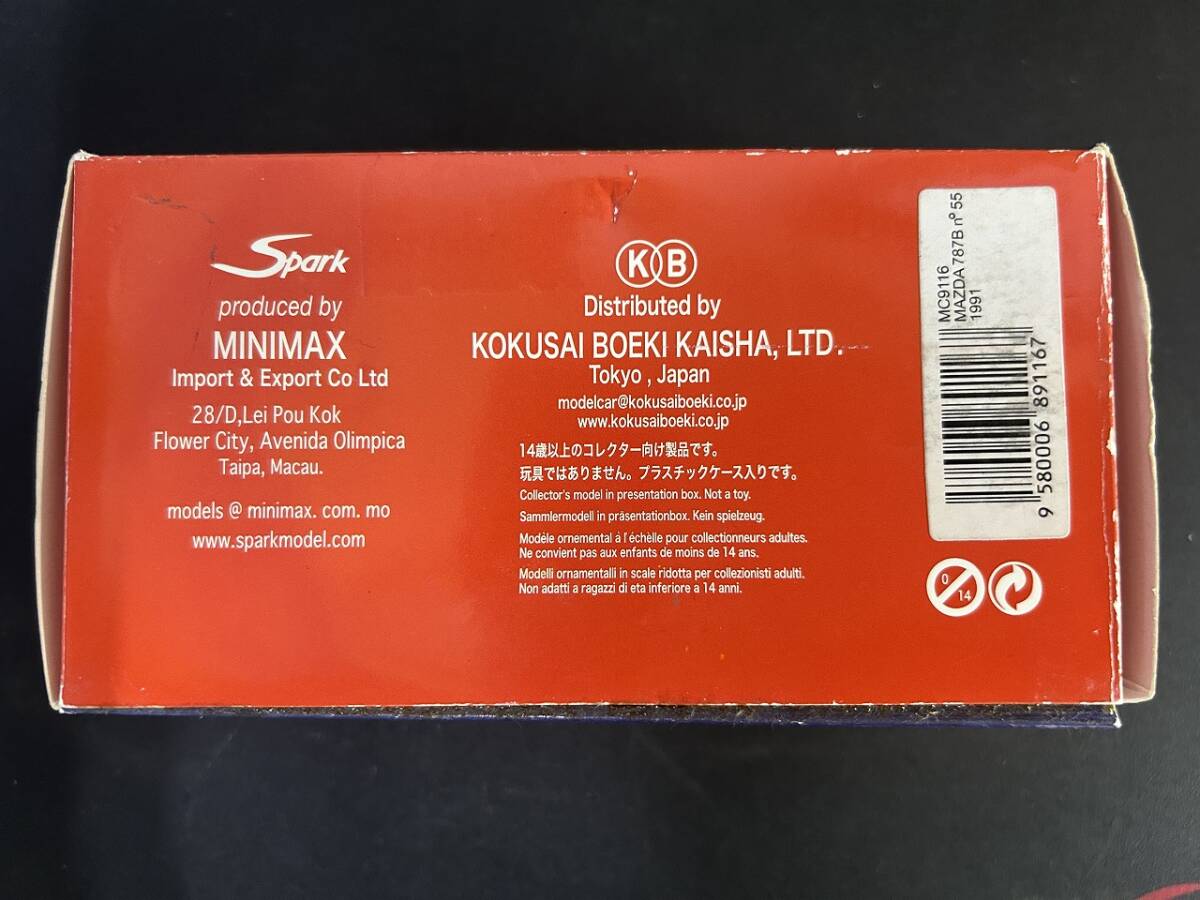 Spark
produced by
MINIMAX
Import & Export Co Ltd
28/D,Lei Pou Kok
Flower City, Avenida Olimpica
Taipa, Macau.
models @ minimax. com. mo
www.sparkmodel.com
KB
Distributed by
KOKUSAI BOEKI KAISHA, LTD.
Tokyo , Japan
modelcar@kokusaiboeki.co.jp
www.kokusaiboeki.co.jp
14歳以上のコレクター向け製品です。
玩具ではありません。プラスチックケース入りです。
Collector's model in presentation box. Not a toy.
Sammlermodell in präsentationbox. Kein spielzeug.
Modèle ornemental à l'échelle pour collectionneurs adultes.
Ne convient pas aux enfants de moins de 14 ans.
Modelli ornamentalli in scale ridotta per collezionisti adulti.
Non adatti a ragazzi di eta inferiore a 14 anni.
MC9116
MAZDA 787B nº 55
1991
9 580006 891167
0
14